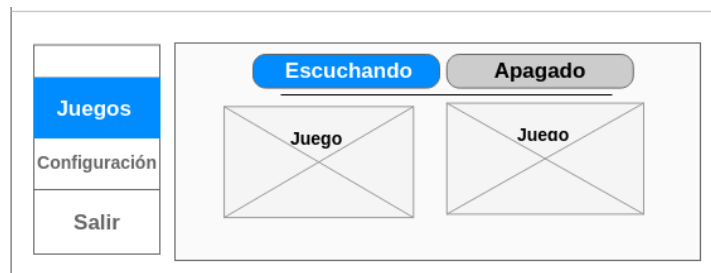 Escuchando
Apagado
Juegos
Configuración
Salir
Juego
Juego